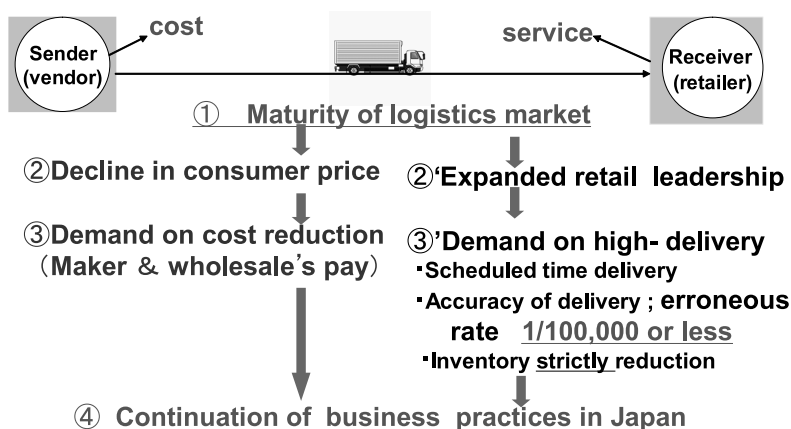 cost
service
Sender
(vendor)
Receiver
(retailer)
① Maturity of logistics market
②Decline in consumer price
②‘Expanded retail leadership
③Demand on cost reduction
（Maker ＆ wholesale’s pay）
③’Demand on high- delivery
▪Scheduled time delivery
▪Accuracy of delivery ; erroneous
rate 1/100,000 or less
▪Inventory strictly reduction
④ Continuation of business practices in Japan